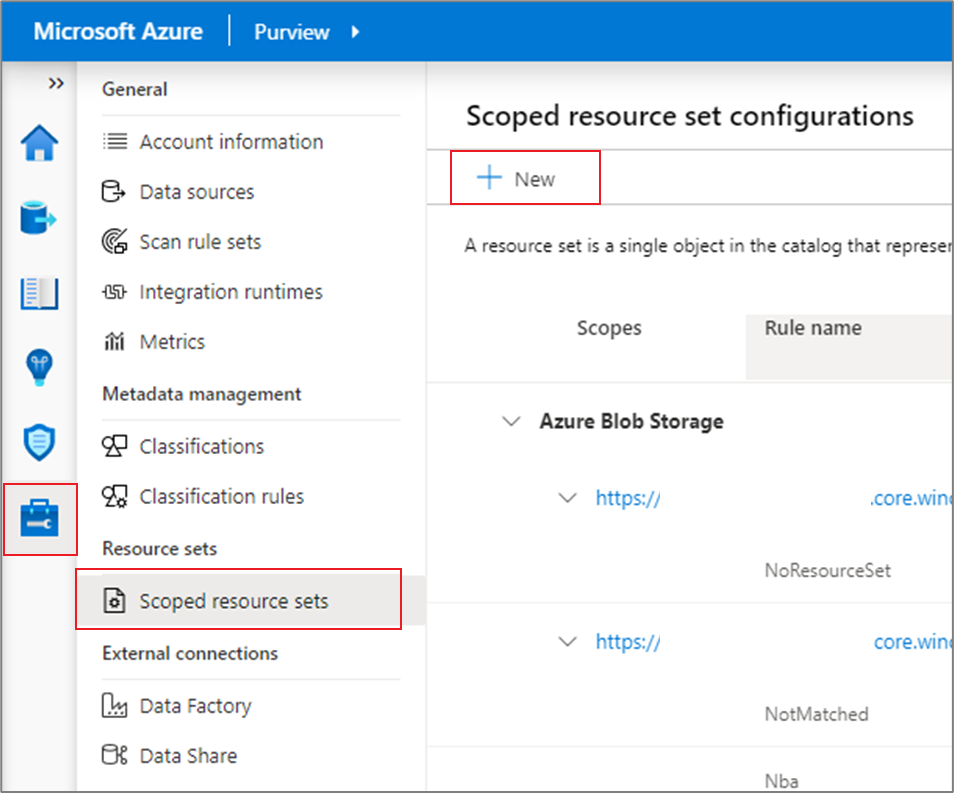 Microsoft Azure Purview
General
Account information
Data sources
Scan rule sets
Integration runtimes
Metrics
Metadata management
Classifications
Classification rules
Resource sets
Scoped resource sets
External connections
Data Factory
Data Share
Scoped resource set configurations
New
A resource set is a single object in the catalog that represen
Scopes Rule name
Azure Blob Storage
https:// .core.wind
NoResourceSet
https:// core.wind
NotMatched
Nba